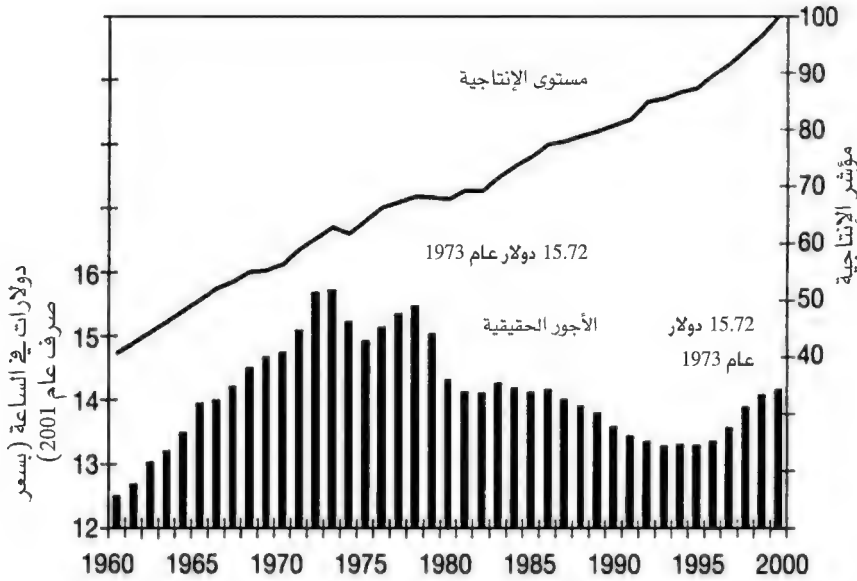 100
90
80
70
60
50
40
مؤشر الإنتاجية
مستوى الإنتاجية
15.72 دولار عام 1973
الأجور الحقيقية
15.72 دولار
عام 1973
16
15
14
13
12
دولارات في الساعة (بسعر
صرف عام 2001)
1960 1965 1970 1975 1980 1985 1990 1995 2000